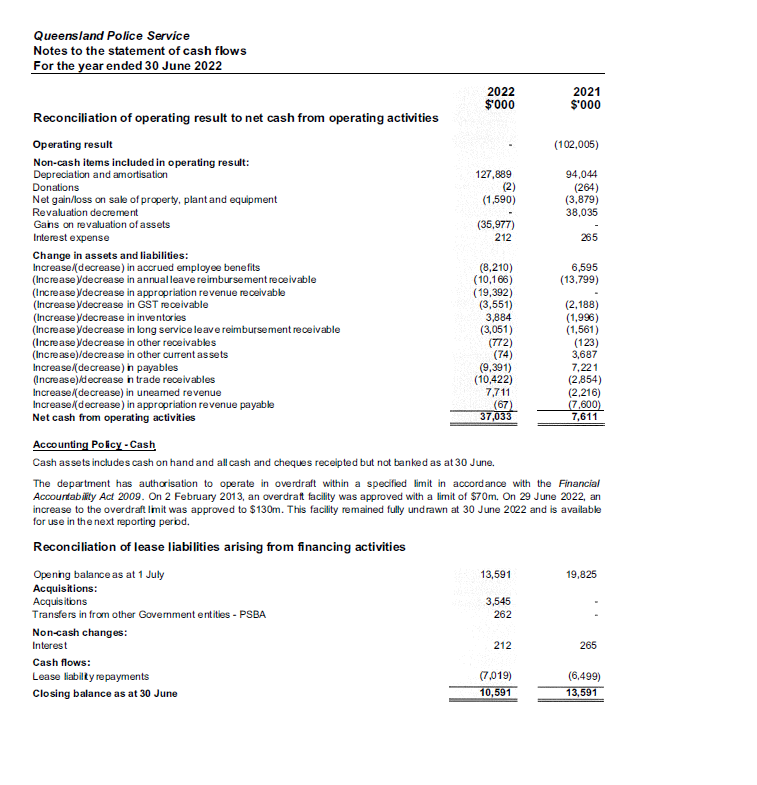 Queensland Police Service
Notes to the statement of cash flows
For the year ended 30 June 2022
2022 2021
$'000 $'000
Reconciliation of operating result to net cash from operating activities
Operating result - (102,005)
Non-cash items included in operating result:
Depreciation and amortisation 127,889 94,044
Donations (2) (264)
Net gain/loss on sale of property, plant and equipment (1,590) (3,879)
Revaluation decrement - 38,035
Gains on revaluation of assets (35,977) -
Interest expense 212 265
Change in assets and liabilities:
Increase/(decrease) in accrued employee benefits (8,210) 6,595
(Increase)/decrease in annual leave reimbursement receivable (10,166) (13,799)
(Increase)/decrease in appropriation revenue receivable (19,392) -
(Increase)/decrease in GST receivable (3,551) (2,188)
(Increase)/decrease in inventories 3,884 (1,996)
(Increase)/decrease in long service leave reimbursement receivable (3,051) (1,561)
(Increase)/decrease in other receivables (772) (123)
(Increase)/decrease in other current assets (74) 3,687
Increase/(decrease) in payables (9,391) 7,221
(Increase)/decrease in trade receivables (10,422) (2,854)
Increase/(decrease) in unearned revenue 7,711 (2,216)
Increase/(decrease) in appropriation revenue payable (67) (7,600)
Net cash from operating activities 37,033 7,611
Accounting Policy - Cash
Cash assets includes cash on hand and all cash and cheques receipted but not banked as at 30 June.
The department has authorisation to operate in overdraft within a specified limit in accordance with the Financial
Accountability Act 2009. On 2 February 2013, an overdraft facility was approved with a limit of $70m. On 29 June 2022, an
increase to the overdraft limit was approved to $130m. This facility remained fully undrawn at 30 June 2022 and is available
for use in the next reporting period.
Reconciliation of lease liabilities arising from financing activities
Opening balance as at 1 July 13,591 19,825
Acquisitions:
Acquisitions 3,545 -
Transfers in from other Government entities - PSBA 262 -
Non-cash changes:
Interest 212 265
Cash flows:
Lease liability repayments (7,019) (6,499)
Closing balance as at 30 June 10,591 13,591